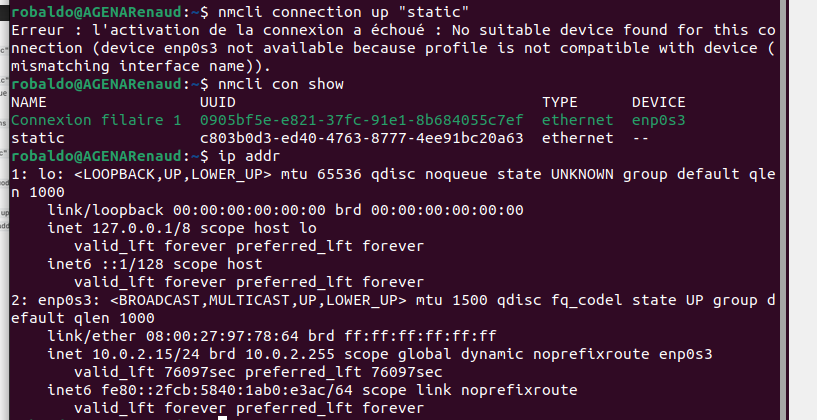 robaldo@AGENARenaud:~$ nmcli connection up "static"
Erreur : l'activation de la connexion a échoué : No suitable device found for this co
nnection (device enp0s3 not available because profile is not compatible with device (
mismatching interface name)).
robaldo@AGENARenaud:~$ nmcli con show
NAME UUID TYPE DEVICE
Connexion filaire 1 0905bf5e-e821-37fc-91e1-8b684055c7ef ethernet enp0s3
static c803b0d3-ed40-4763-8777-4ee91bc20a63 ethernet --
robaldo@AGENARenaud:~$ ip addr
1: lo: <LOOPBACK,UP,LOWER_UP> mtu 65536 qdisc noqueue state UNKNOWN group default qle
n 1000
link/loopback 00:00:00:00:00:00 brd 00:00:00:00:00:00
inet 127.0.0.1/8 scope host lo
valid_lft forever preferred_lft forever
inet6 ::1/128 scope host
valid_lft forever preferred_lft forever
2: enp0s3: <BROADCAST,MULTICAST,UP,LOWER_UP> mtu 1500 qdisc fq_codel state UP group d
efault qlen 1000
link/ether 08:00:27:97:78:64 brd ff:ff:ff:ff:ff:ff
inet 10.0.2.15/24 brd 10.0.2.255 scope global dynamic noprefixroute enp0s3
valid_lft 76097sec preferred_lft 76097sec
inet6 fe80::2fcb:5840:1ab0:e3ac/64 scope link noprefixroute
valid_lft forever preferred_lft forever